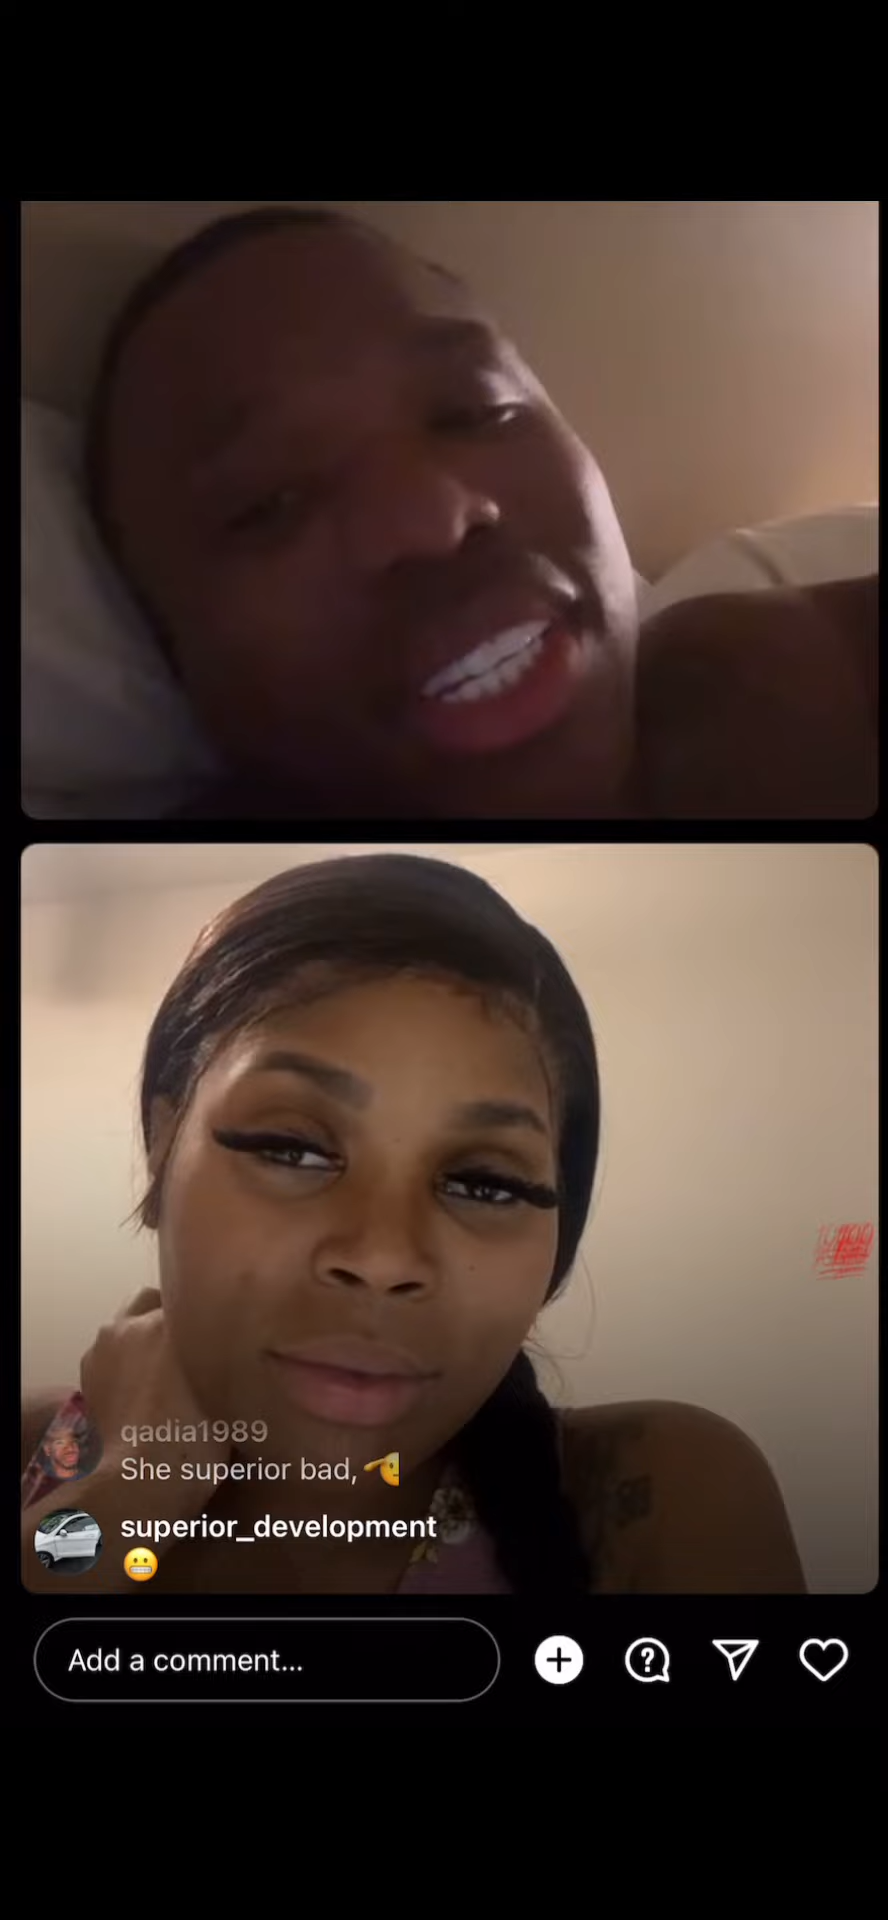 qadia1989
She superior bad, 🫡
superior_development
😬
Add a comment...